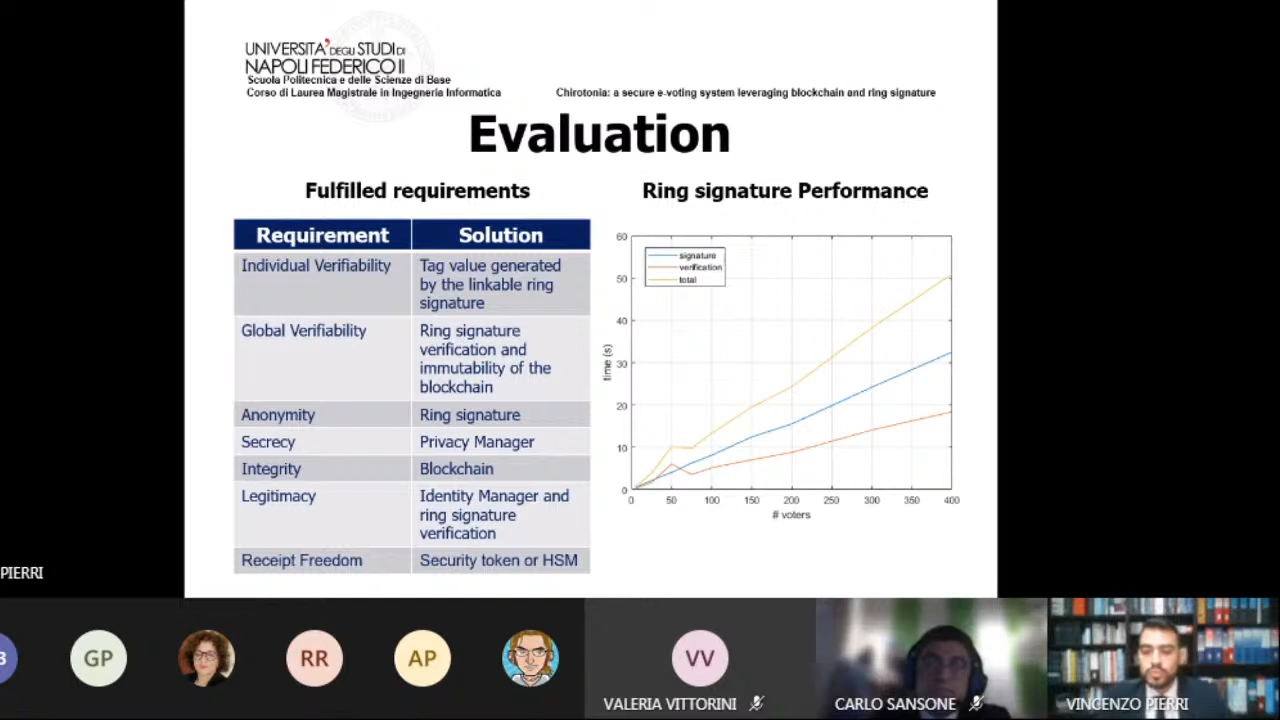 UNIVERSITA' DEGLI STUDI DI
NAPOLI FEDERICO II
Scuola Politecnica e delle Scienze di Base
Corso di Laurea Magistrale in Ingegneria Informatica
Chirotonia: a secure e-voting system leveraging blockchain and ring signature
Evaluation
Fulfilled requirements
Requirement
Solution
Individual Verifiability
Tag value generated
by the linkable ring
signature
Global Verifiability
Ring signature
verification and
immutability of the
blockchain
Anonymity
Ring signature
Secrecy
Privacy Manager
Integrity
Blockchain
Legitimacy
Identity Manager and
ring signature
verification
Receipt Freedom
Security token or HSM
Ring signature Performance
signature
verification
total
60
50
40
30
20
10
0
time (s)
0 50 100 150 200 250 300 350 400
# voters
PIERRI
3
GP
RR
AP
VV
VALERIA VITTORINI
CARLO SANSONE
VINCENZO PIERRI